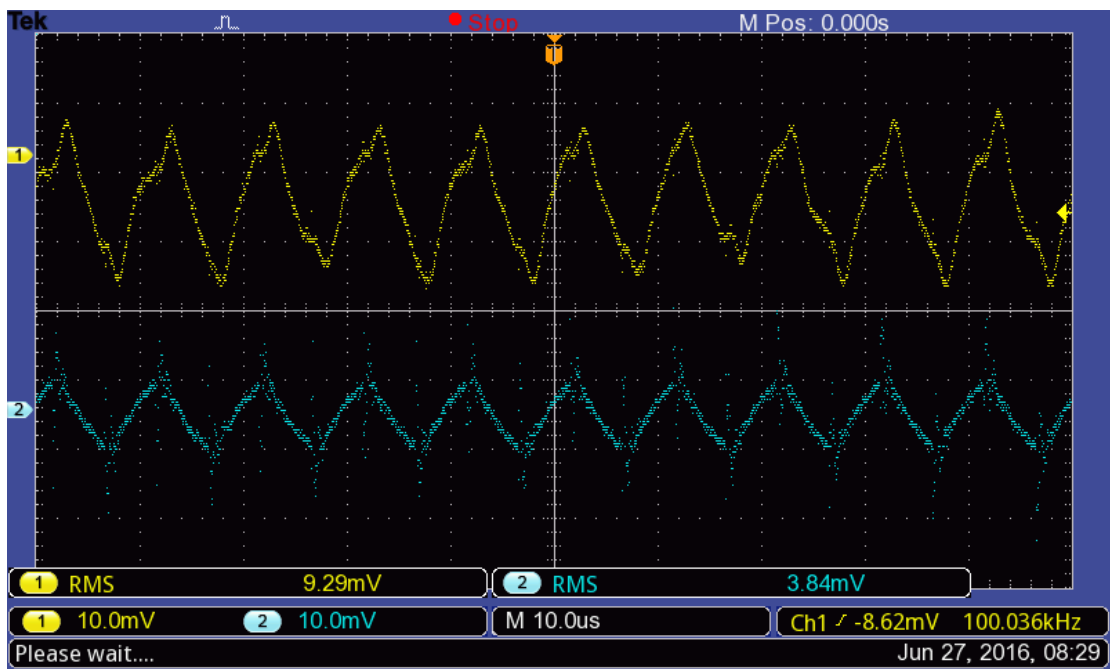 Tek Stop M Pos: 0.000s
T
1
2
1 RMS 9.29mV 2 RMS 3.84mV
1 10.0mV 2 10.0mV M 10.0us Ch1 -8.62mV 100.036kHz
Please wait.... Jun 27, 2016, 08:29